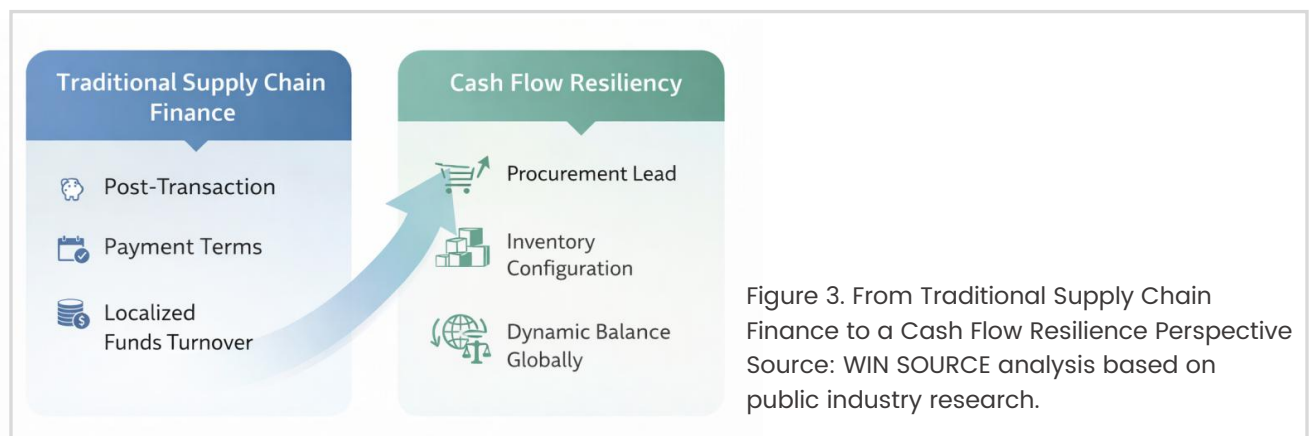 Traditional Supply Chain
Finance
Post-Transaction
Payment Terms
Localized
Funds Turnover
Cash Flow Resiliency
Procurement Lead
Inventory
Configuration
Dynamic Balance
Globally
Figure 3. From Traditional Supply Chain
Finance to a Cash Flow Resilience Perspective
Source: WIN SOURCE analysis based on
public industry research.